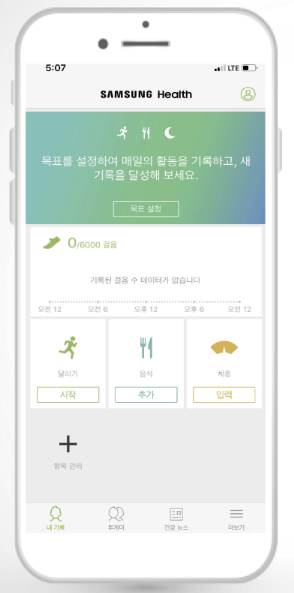 5:07
LTE
SAMSUNG Health
목표를 설정하여 매일의 활동을 기록하고, 새
기록을 달성해 보세요.
목표 설정
0/6000 걸음
기록된 걸음 수 데이터가 없습니다
오전 12 오전 6 오후 12 오후 6 오전 12
달리기 음식 체중
시작 추가 입력
항목 관리
내 기록 투게더 건강 뉴스 더보기